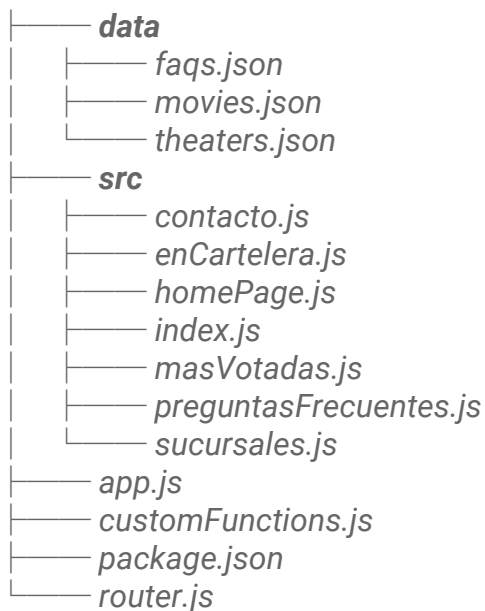 data
faqs.json
movies.json
theaters.json
src
contacto.js
enCartelera.js
homePage.js
index.js
masVotadas.js
preguntasFrecuentes.js
sucursales.js
app.js
customFunctions.js
package.json
router.js